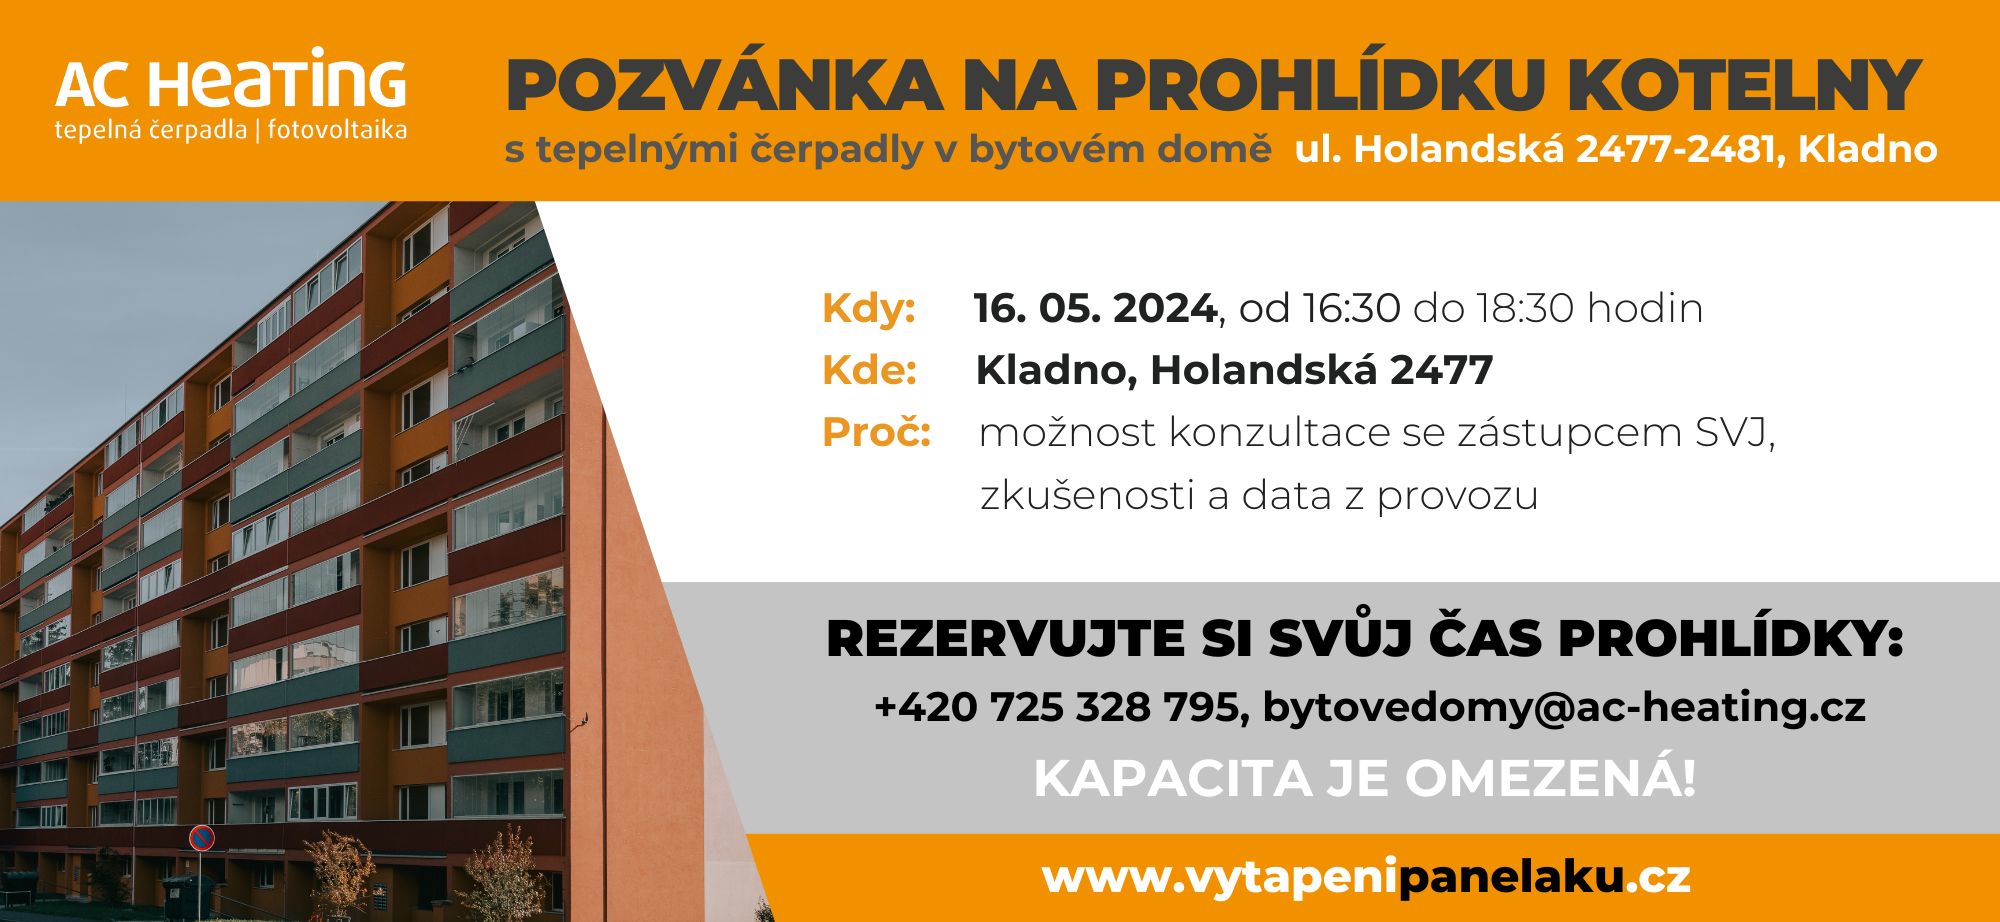 AC Heating
tepelná čerpadla | fotovoltaika
POZVÁNKA NA PROHLÍDKU KOTELNY
s tepelnými čerpadly v bytovém domě ul. Holandská 2477-2481, Kladno
Kdy: 16. 05. 2024, od 16:30 do 18:30 hodin
Kde: Kladno, Holandská 2477
Proč: možnost konzultace se zástupcem SVJ,
zkušenosti a data z provozu
REZERVUJTE SI SVŮJ ČAS PROHLÍDKY:
+420 725 328 795, bytovedomy@ac-heating.cz
KAPACITA JE OMEZENÁ!
www.vytapenipanelaku.cz